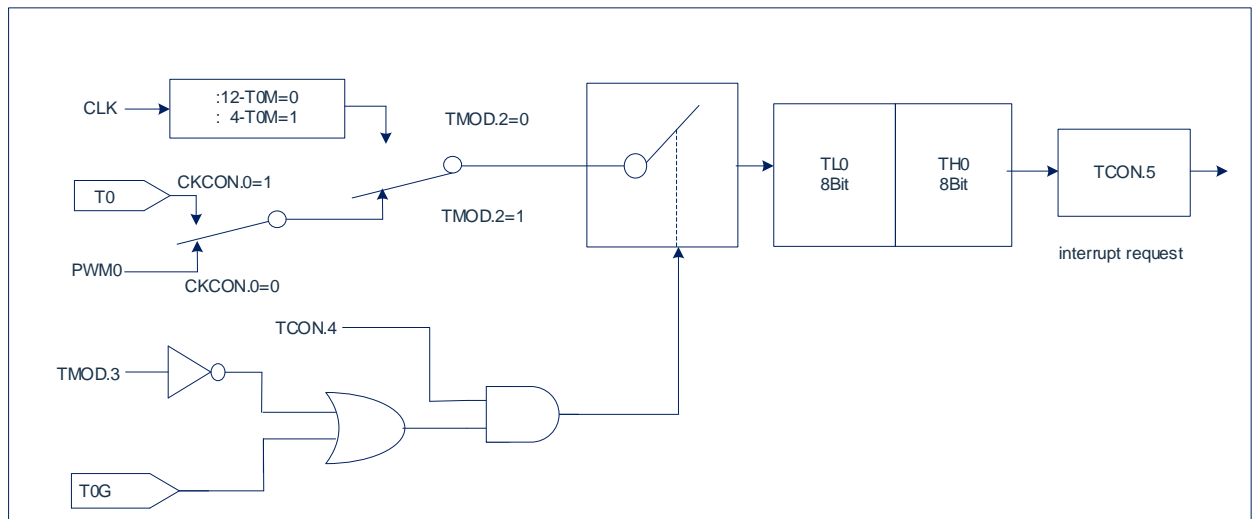 :12-T0M=0
: 4-T0M=1
CLK
TMOD.2=0
TL0
8Bit
TH0
8Bit
TCON.5
CKCON.0=1
T0
TMOD.2=1
PWM0
CKCON.0=0
interrupt request
TCON.4
TMOD.3
T0G